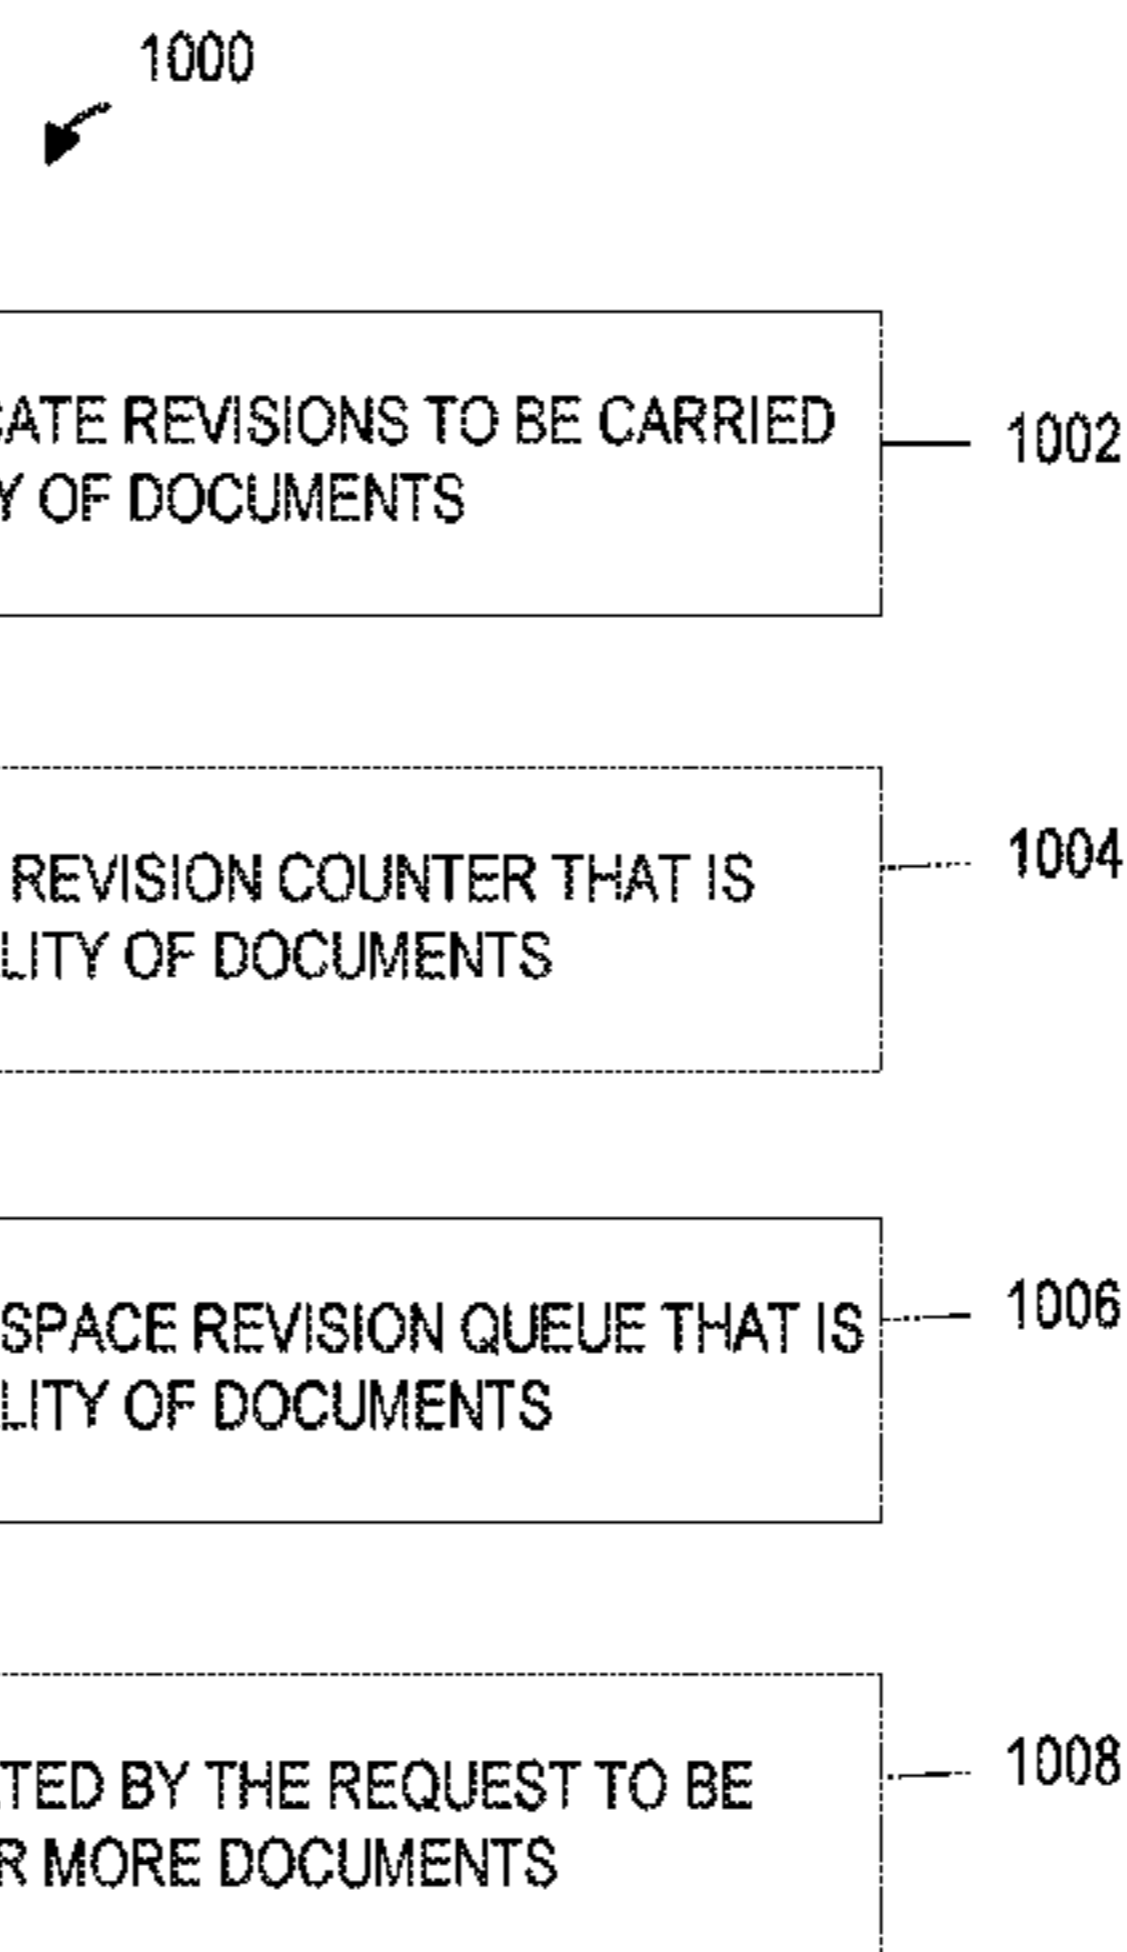 1000
CATE REVISIONS TO BE CARRIED
1002
Y OF DOCUMENTS
REVISION COUNTER THAT IS
1004
LITY OF DOCUMENTS
SPACE REVISION QUEUE THAT IS
1006
LITY OF DOCUMENTS
TED BY THE REQUEST TO BE
1008
R MORE DOCUMENTS